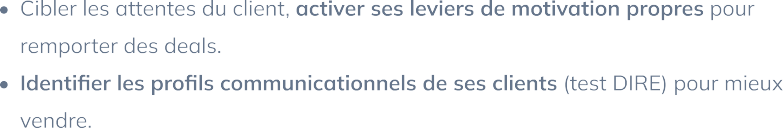 • Cibler les attentes du client, activer ses leviers de motivation propres pour
remporter des deals.
• Identifier les profils communicationnels de ses clients (test DIRE) pour mieux
vendre.